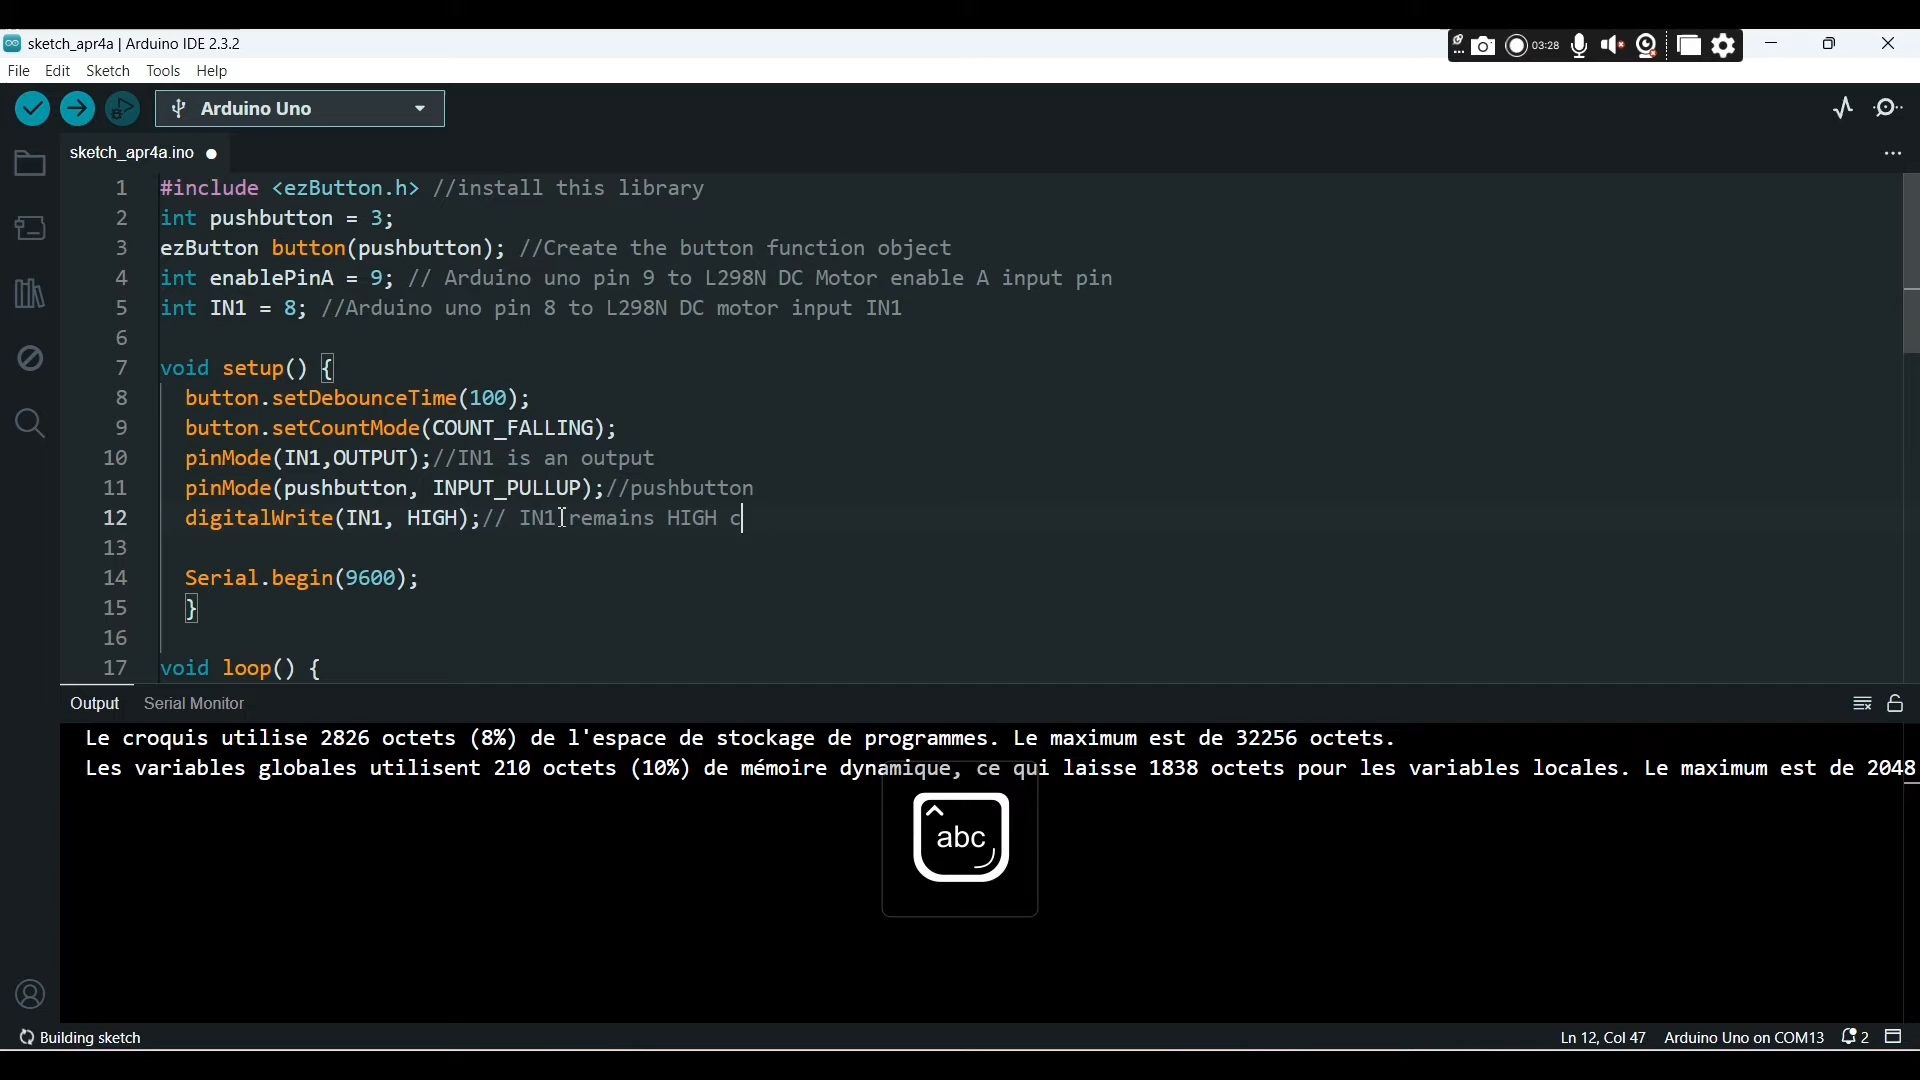 sketch_apr4a | Arduino IDE 2.3.2
03:28
File Edit Sketch Tools Help
Arduino Uno
sketch_apr4a.ino
1 #include <ezButton.h> //install this library
2 int pushbutton = 3;
3 ezButton button(pushbutton); //Create the button function object
4 int enablePinA = 9; // Arduino uno pin 9 to L298N DC Motor enable A input pin
5 int IN1 = 8; //Arduino uno pin 8 to L298N DC motor input IN1
6
7 void setup() {
8 button.setDebounceTime(100);
9 button.setCountMode(COUNT_FALLING);
10 pinMode(IN1,OUTPUT);//IN1 is an output
11 pinMode(pushbutton, INPUT_PULLUP);//pushbutton
12 digitalWrite(IN1, HIGH);// IN1 remains HIGH c
13
14 Serial.begin(9600);
15 }
16
17 void loop() {
Output Serial Monitor
Le croquis utilise 2826 octets (8%) de l'espace de stockage de programmes. Le maximum est de 32256 octets.
Les variables globales utilisent 210 octets (10%) de mémoire dynamique, ce qui laisse 1838 octets pour les variables locales. Le maximum est de 2048
abc
Building sketch
Ln 12, Col 47 Arduino Uno on COM13 2